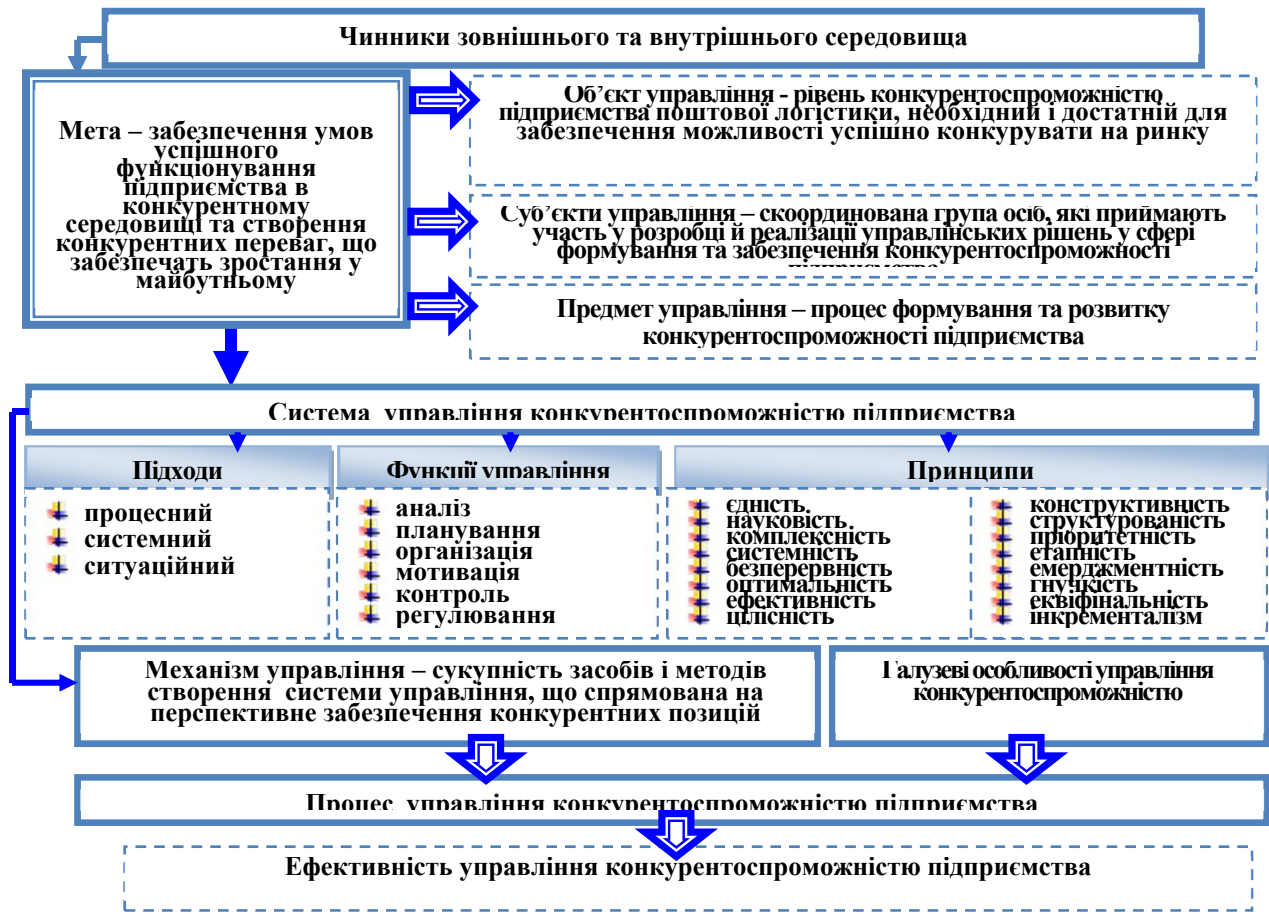 Чинники зовнішнього та внутрішнього середовища
Мета – забезпечення умов
успішного
функціонування
підприємства в
конкурентному
середовищі та створення
конкурентних переваг, що
забезпечать зростання у
майбутньому
Об’єкт управління - рівень конкурентоспроможністю
підприємства поштової логістики, необхідний і достатній для
забезпечення можливості успішно конкурувати на ринку
Суб’єкти управління – скоординована група осіб, які приймають
участь у розробці й реалізації управлінських рішень у сфері
формування та забезпечення конкурентоспроможності
підприємства
Предмет управління – процес формування та розвитку
конкурентоспроможності підприємства
Система управління конкурентоспроможністю підприємства
Підходи
процесний
системний
ситуаційний
Функції управління
аналіз
планування
організація
мотивація
контроль
регулювання
Принципи
єдність.
науковість
комплексність
системність
безперервність
оптимальність
ефективність
цілісність
конструктивність
структурованість
пріоритетність
етапність
емерджментність
гнучкість
еквіфінальність
інкременталізм
Механізм управління – сукупність засобів і методів
створення системи управління, що спрямована на
перспективне забезпечення конкурентних позицій
Галузеві особливості управління
конкурентоспроможністю
Процес управління конкурентоспроможністю підприємства
Ефективність управління конкурентоспроможністю підприємства